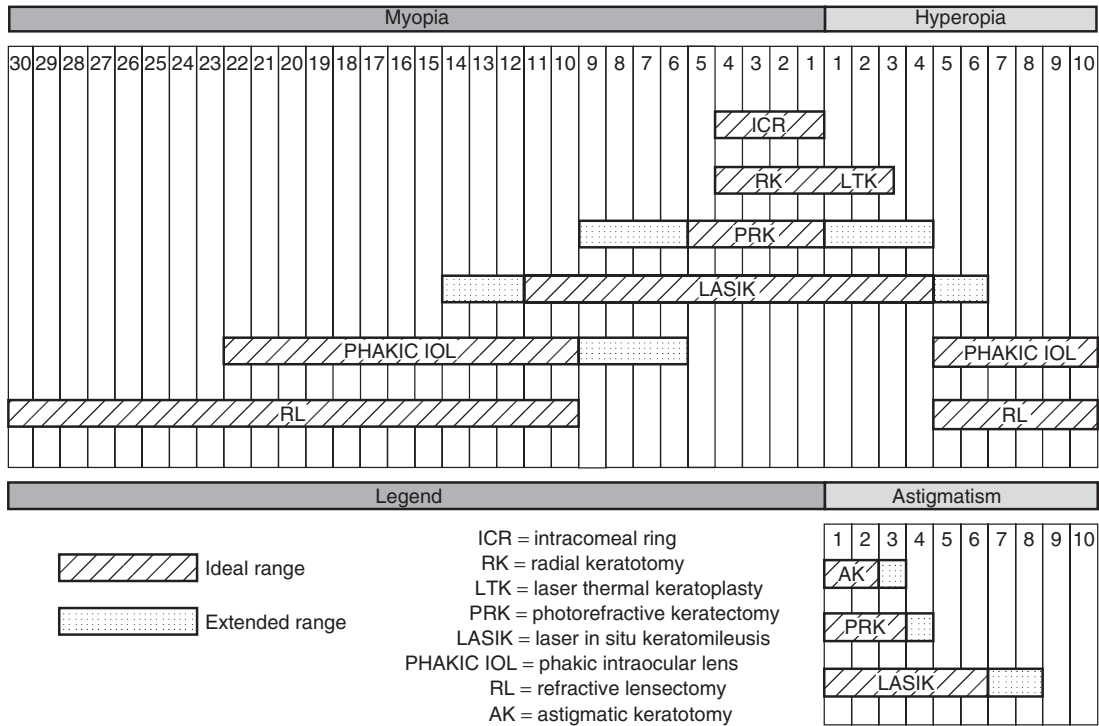 Myopia Hyperopia
30 29 28 27 26 25 24 23 22 21 20 19 18 17 16 15 14 13 12 11 10 9 8 7 6 5 4 3 2 1 1 2 3 4 5 6 7 8 9 10
ICR
RK LTK
PRK
LASIK
PHAKIC IOL PHAKIC IOL
RL RL
Legend Astigmatism
Ideal range
Extended range
ICR = intracomeal ring
RK = radial keratotomy
LTK = laser thermal keratoplasty
PRK = photorefractive keratectomy
LASIK = laser in situ keratomileusis
PHAKIC IOL = phakic intraocular lens
RL = refractive lensectomy
AK = astigmatic keratotomy
1 2 3 4 5 6 7 8 9 10
AK
PRK
LASIK